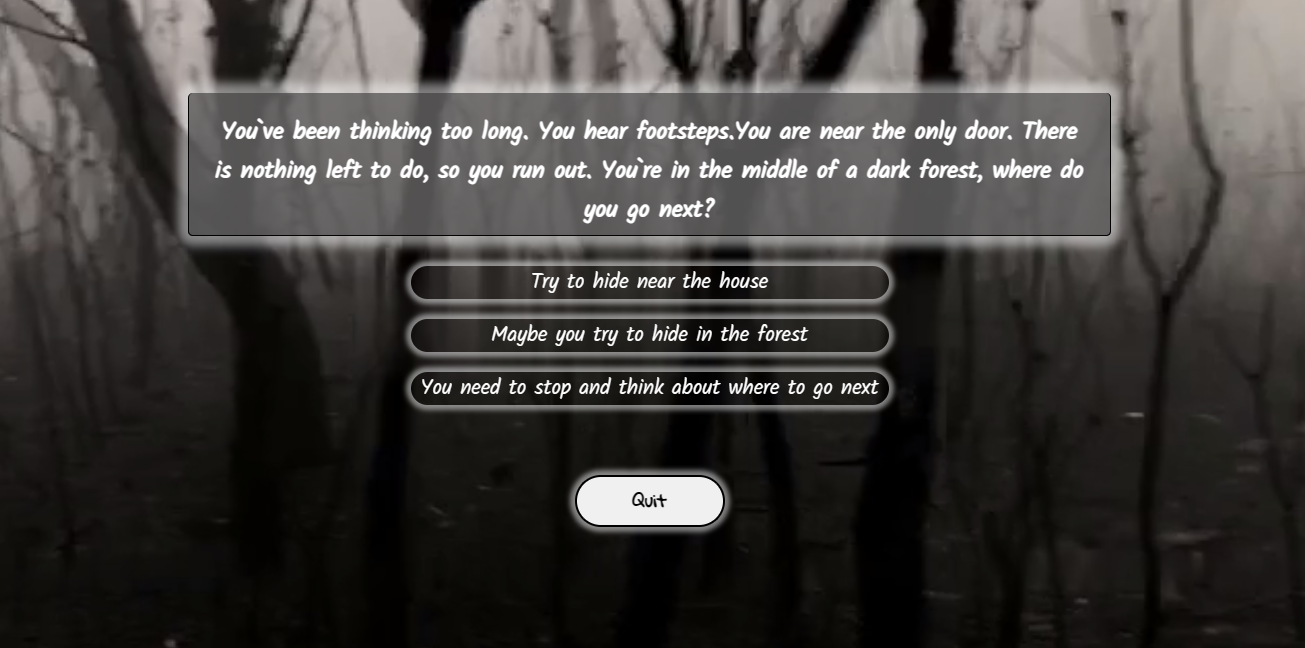 You`ve been thinking too long. You hear footsteps.You are near the only door. There
is nothing left to do, so you run out. You`re in the middle of a dark forest, where do
you go next?
Try to hide near the house
Maybe you try to hide in the forest
You need to stop and think about where to go next
Quit